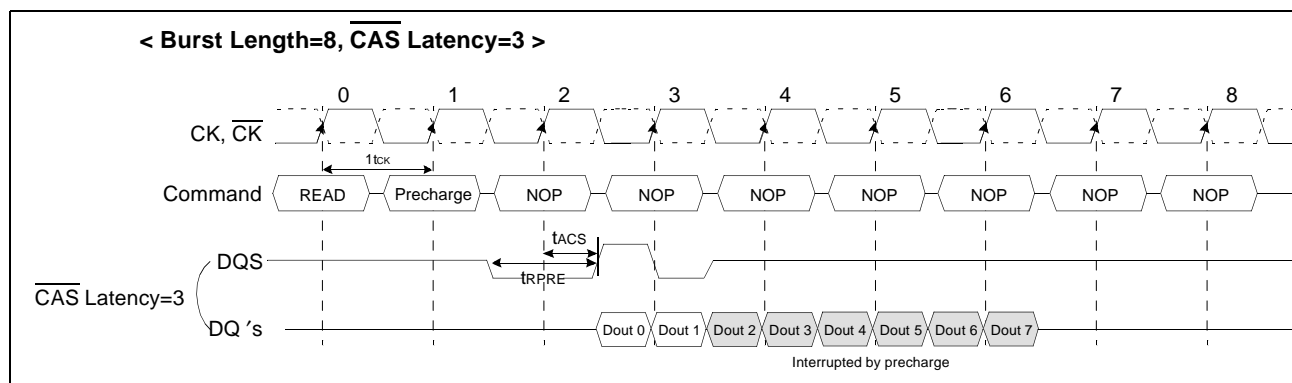 < Burst Length=8, CAS Latency=3 >
0 1 2 3 4 5 6 7 8
CK, CK
1tCK
Command READ Precharge NOP NOP NOP NOP NOP NOP NOP
tACS
DQS
tRPRE
CAS Latency=3
DQ ′s Dout 0 Dout 1 Dout 2 Dout 3 Dout 4 Dout 5 Dout 6 Dout 7
Interrupted by precharge